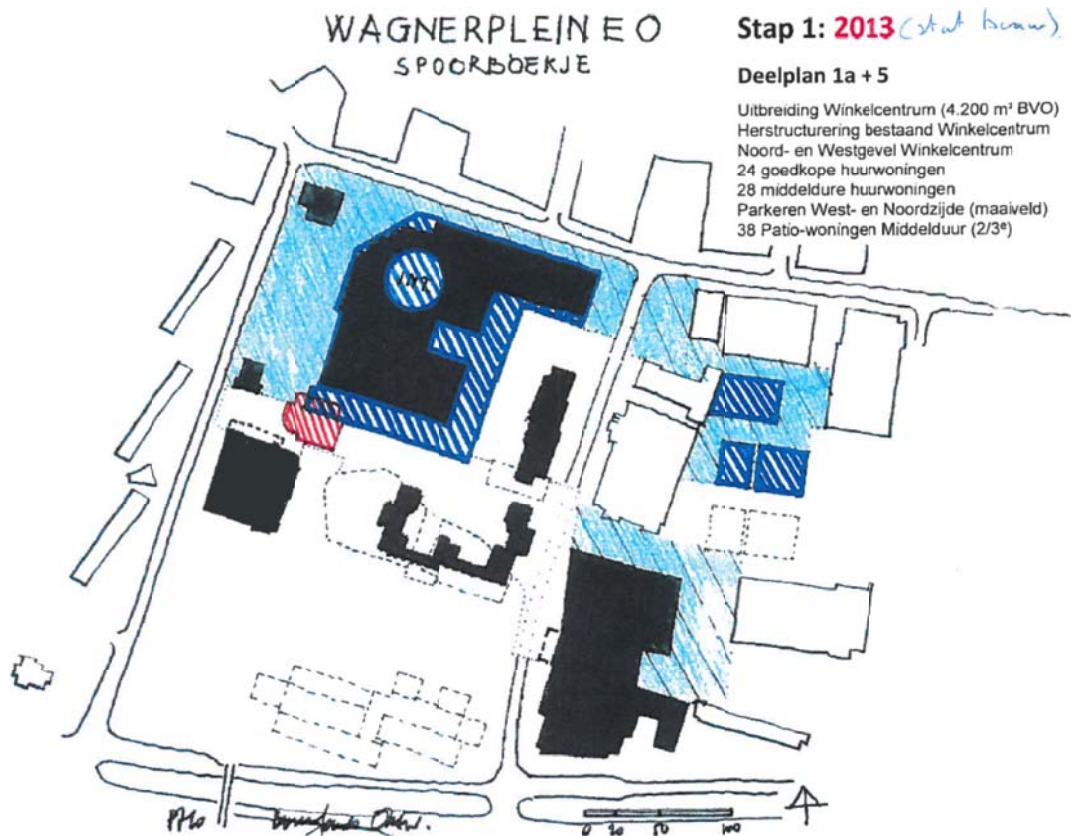 WAGNERPLEIN E O
SPOORBOEKJE
Stap 1: 2013 (start bouw)
Deelplan 1a + 5
Uitbreiding Winkelcentrum (4.200 m² BVO)
Herstructurering bestaand Winkelcentrum
Noord- en Westgevel Winkelcentrum
24 goedkope huurwoningen
28 middeldure huurwoningen
Parkeren West- en Noordzijde (maaiveld)
38 Patio-woningen Middelduur (2/3ᵉ)
0 20 50 100